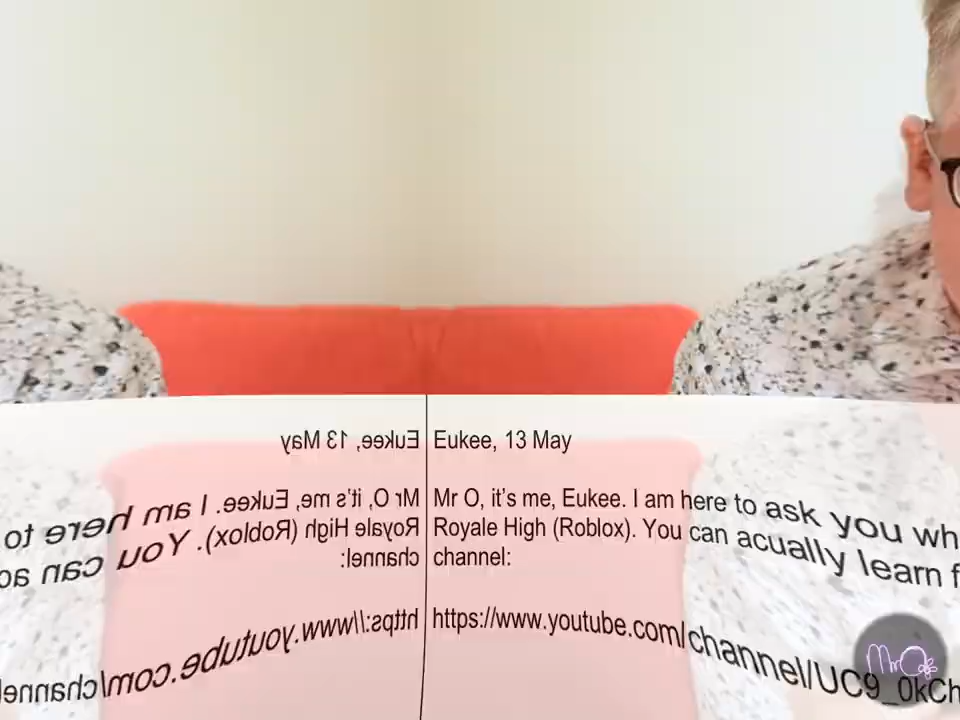 Eukee, 13 May
Mr O, it's me, Eukee. I am here to ask you wh
Royale High (Roblox). You can acually learn f
channel:
https://www.youtube.com/channel/UC9_0kCh
MrO